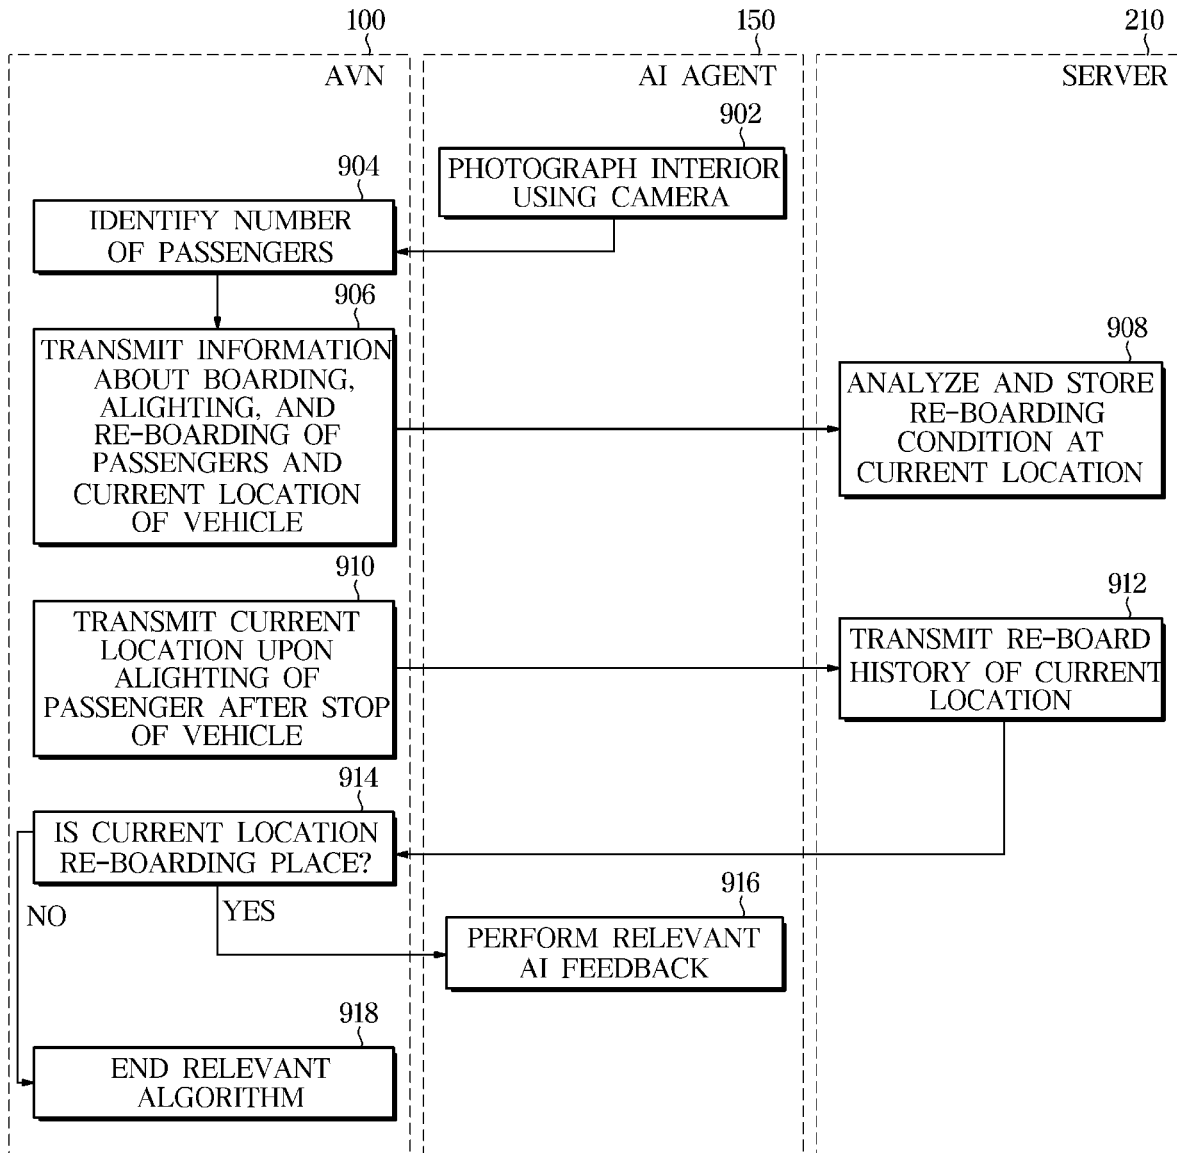 100
150
210
AVN
AI AGENT
SERVER
902
PHOTOGRAPH INTERIOR
USING CAMERA
904
IDENTIFY NUMBER
OF PASSENGERS
906
TRANSMIT INFORMATION
ABOUT BOARDING,
ALIGHTING, AND
RE-BOARDING OF
PASSENGERS AND
CURRENT LOCATION
OF VEHICLE
908
ANALYZE AND STORE
RE-BOARDING
CONDITION AT
CURRENT LOCATION
910
TRANSMIT CURRENT
LOCATION UPON
ALIGHTING OF
PASSENGER AFTER STOP
OF VEHICLE
912
TRANSMIT RE-BOARD
HISTORY OF CURRENT
LOCATION
914
IS CURRENT LOCATION
RE-BOARDING PLACE?
NO
YES
916
PERFORM RELEVANT
AI FEEDBACK
918
END RELEVANT
ALGORITHM